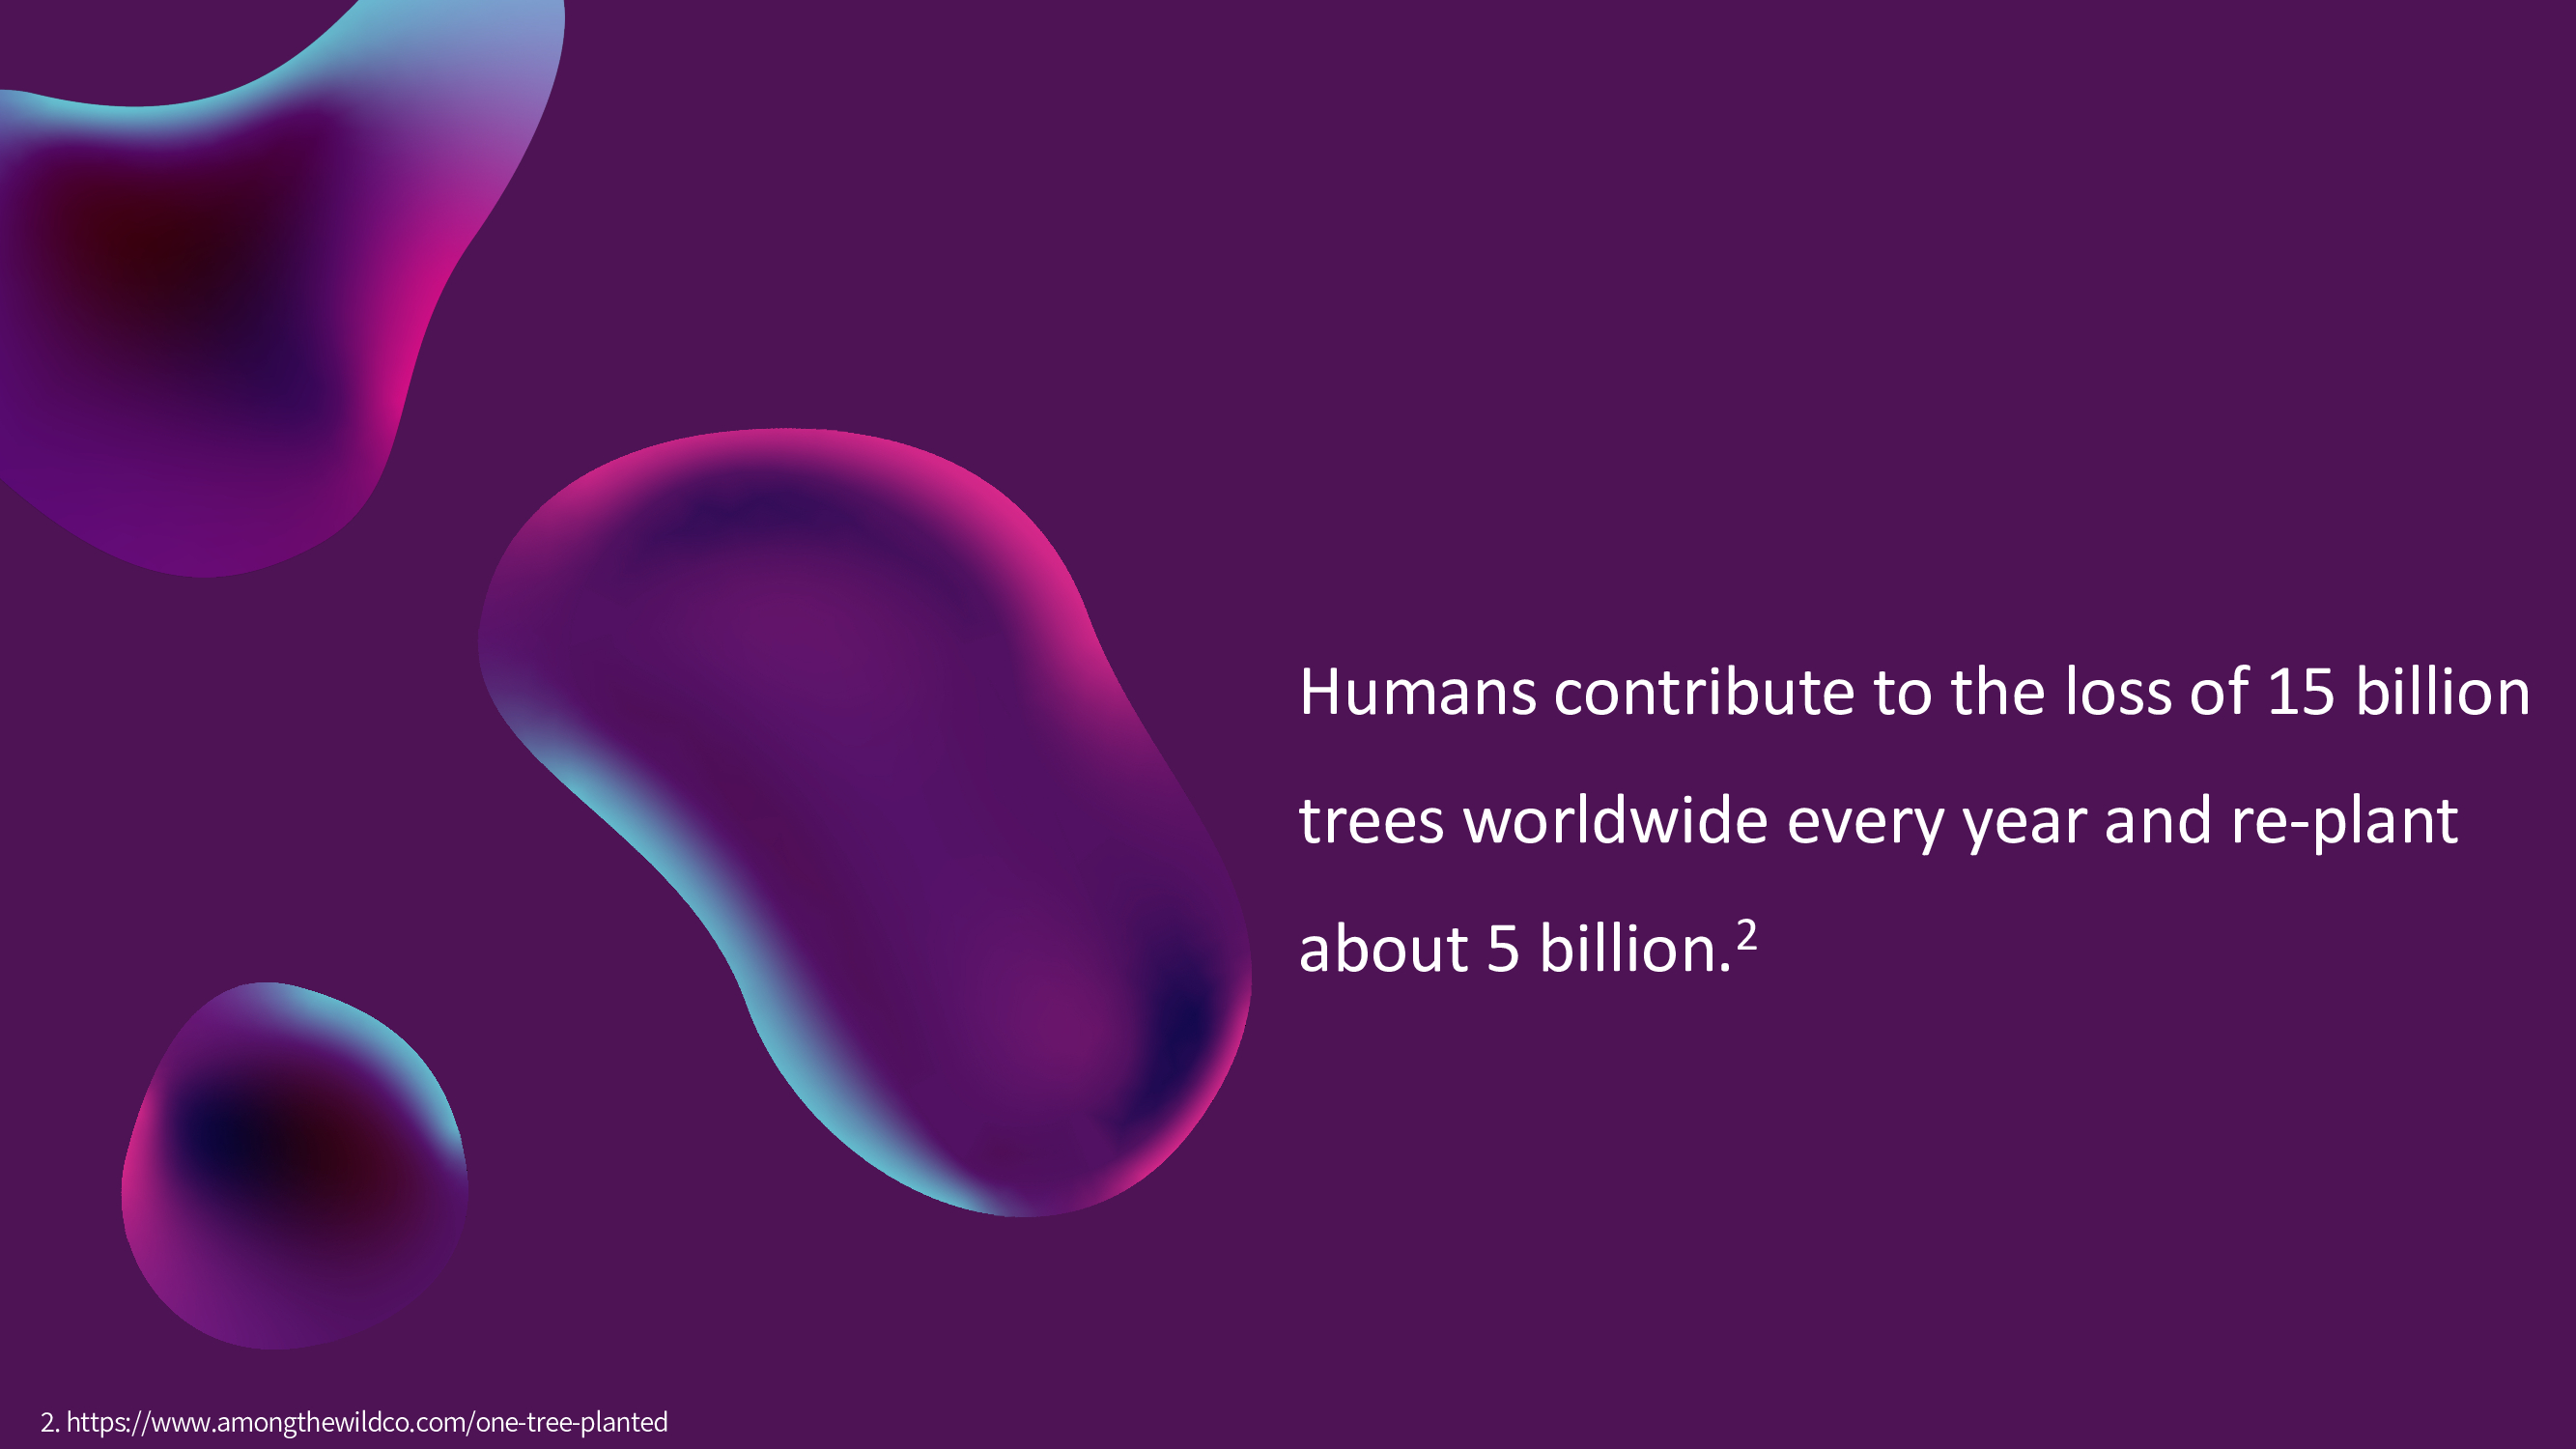 Humans contribute to the loss of 15 billion
trees worldwide every year and re-plant
about 5 billion.²
2. https://www.amongthewildco.com/one-tree-planted